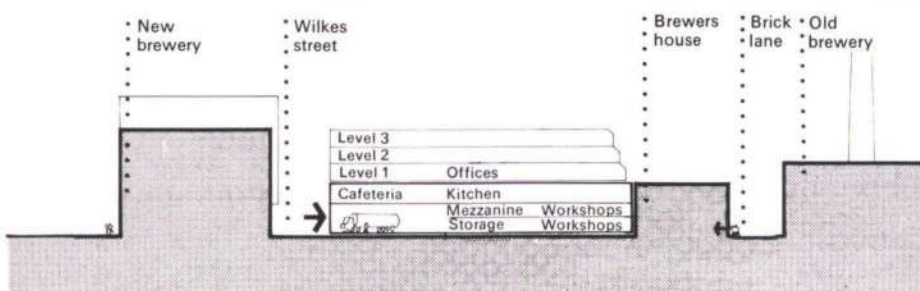 New
brewery
Wilkes
street
Brewers
house
Brick
lane
Old
brewery
Level 3
Level 2
Level 1 Offices
Cafeteria Kitchen
Mezzanine Workshops
Storage Workshops